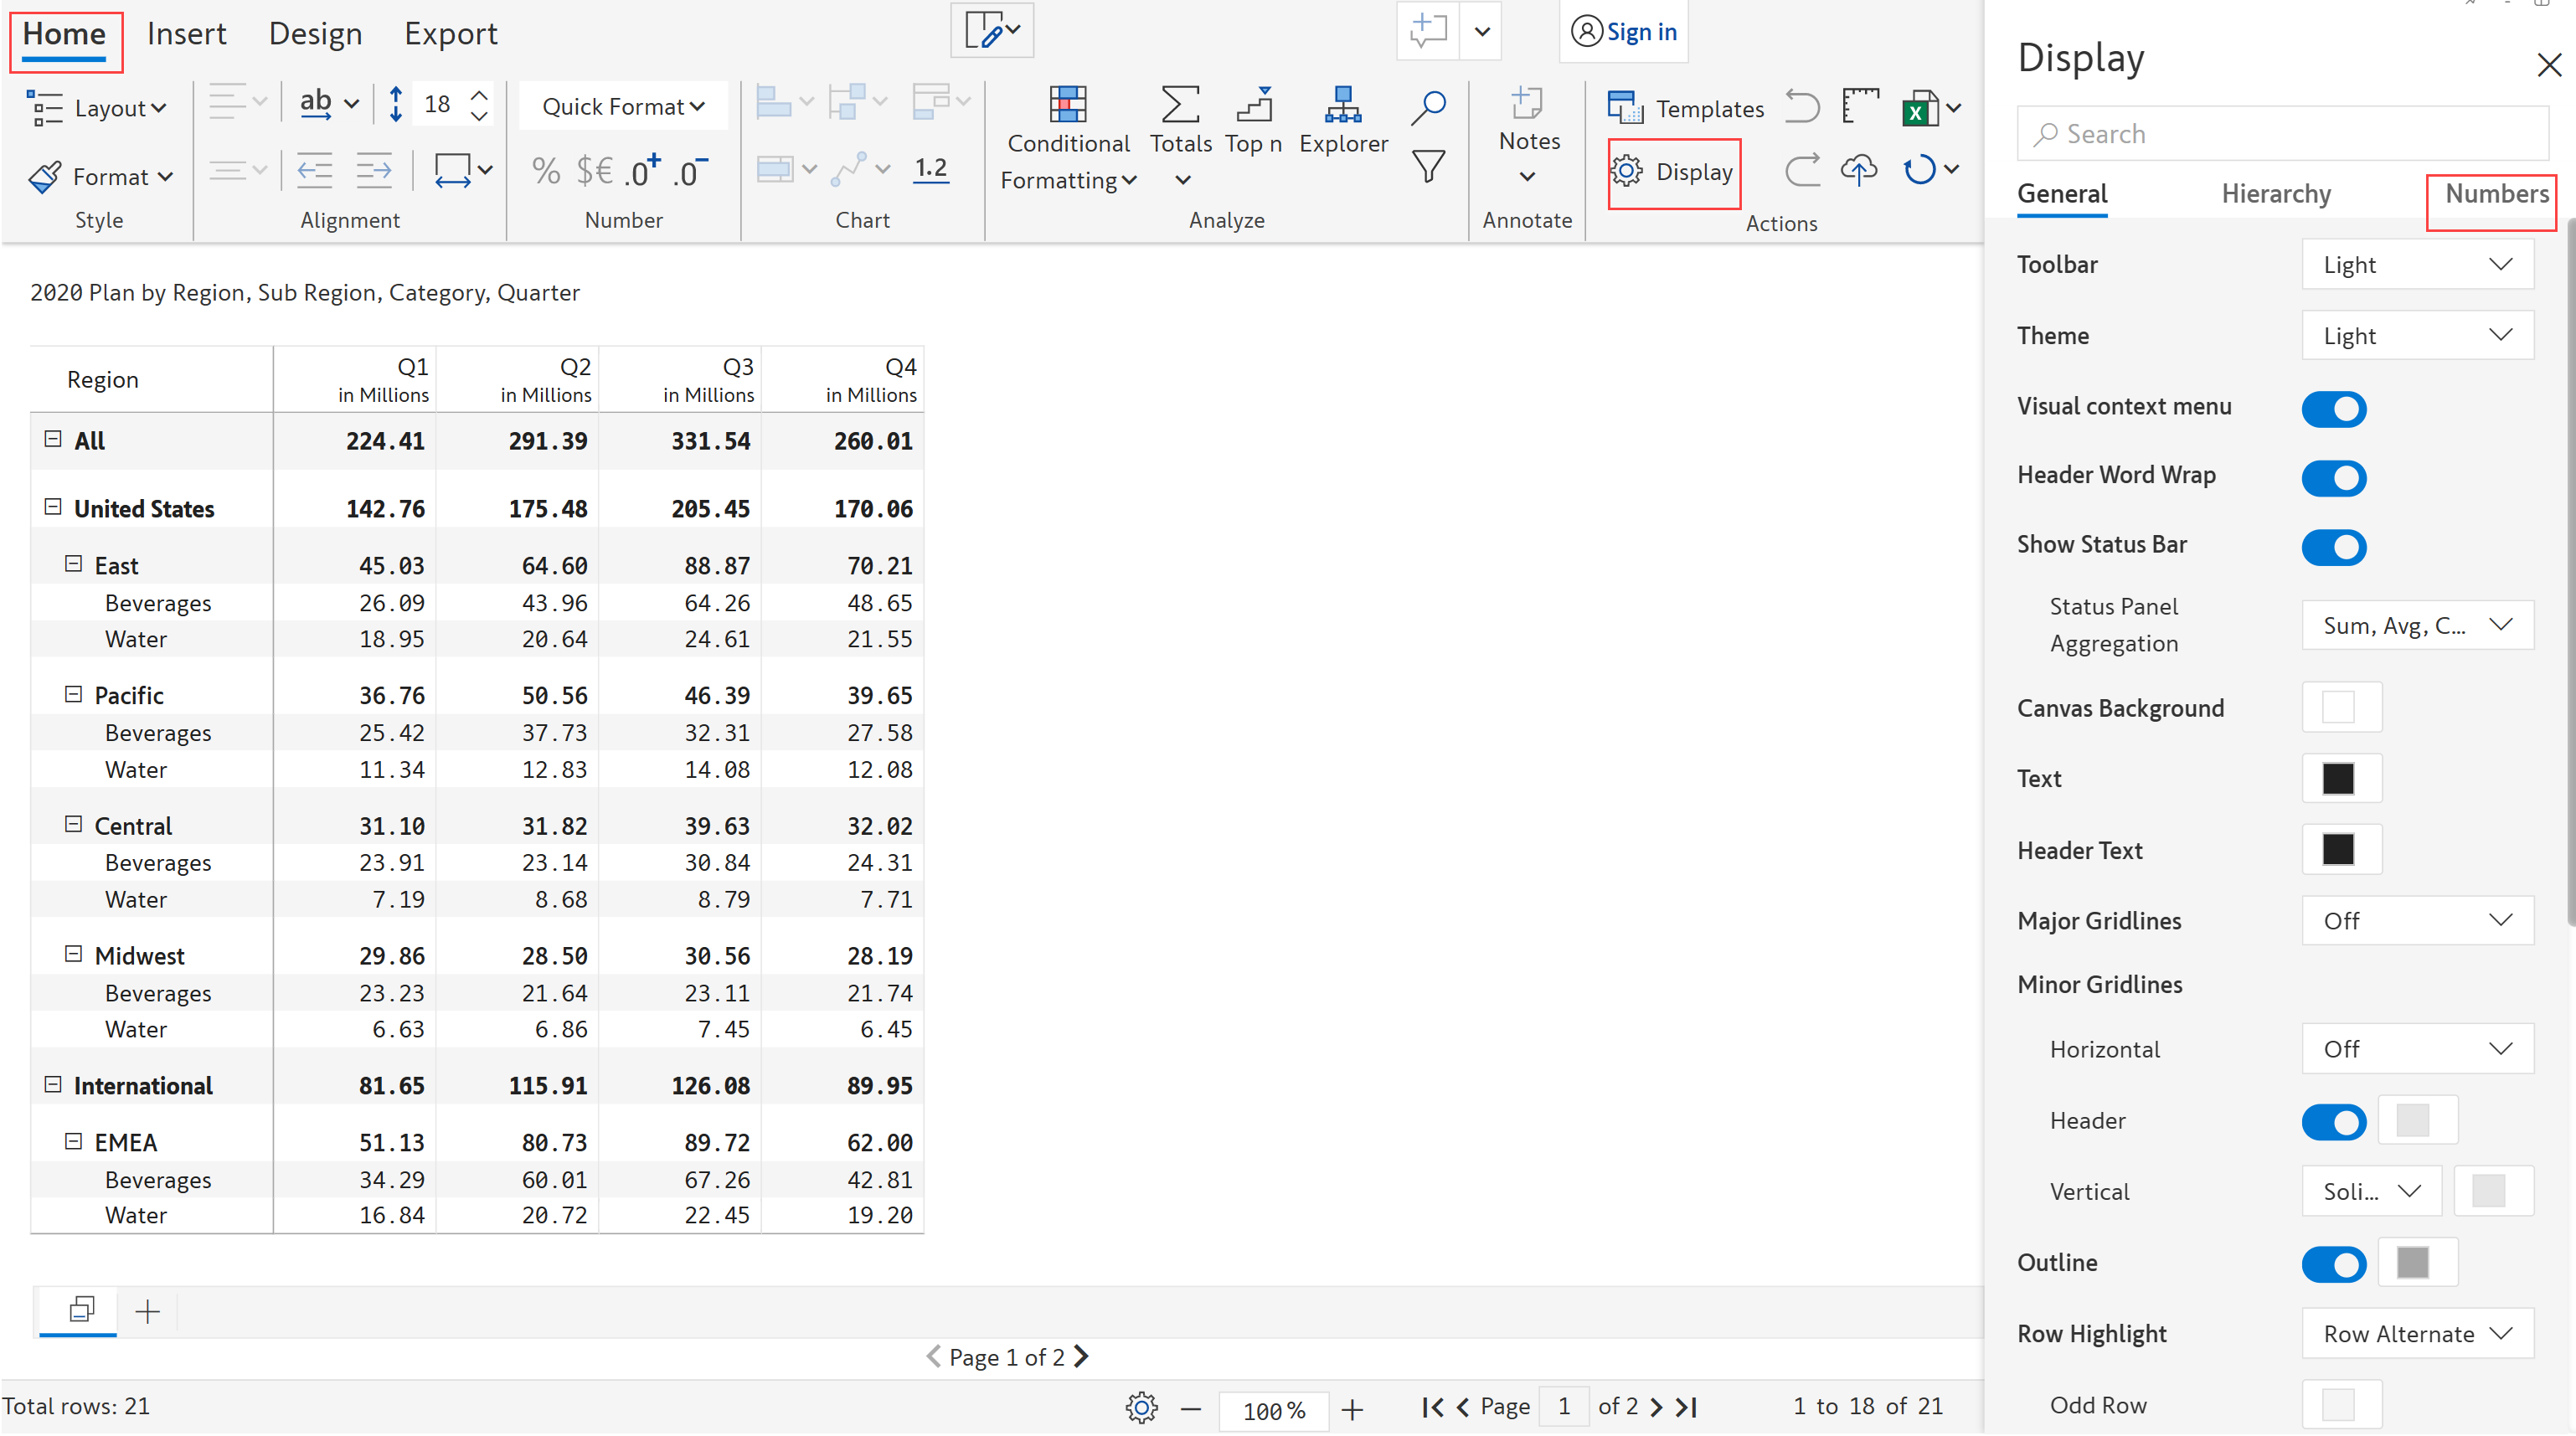 Home Insert Design Export
Sign in
Layout
Format
Style
ab 18
Alignment
Quick Format
% $€ .0+ .0-
Number
1.2
Chart
Conditional
Formatting
Totals
Top n
Explorer
Analyze
Notes
Annotate
Templates
Display
Actions
2020 Plan by Region, Sub Region, Category, Quarter
Region Q1 Q2 Q3 Q4
in Millions in Millions in Millions in Millions
All 224.41 291.39 331.54 260.01
United States 142.76 175.48 205.45 170.06
East 45.03 64.60 88.87 70.21
Beverages 26.09 43.96 64.26 48.65
Water 18.95 20.64 24.61 21.55
Pacific 36.76 50.56 46.39 39.65
Beverages 25.42 37.73 32.31 27.58
Water 11.34 12.83 14.08 12.08
Central 31.10 31.82 39.63 32.02
Beverages 23.91 23.14 30.84 24.31
Water 7.19 8.68 8.79 7.71
Midwest 29.86 28.50 30.56 28.19
Beverages 23.23 21.64 23.11 21.74
Water 6.63 6.86 7.45 6.45
International 81.65 115.91 126.08 89.95
EMEA 51.13 80.73 89.72 62.00
Beverages 34.29 60.01 67.26 42.81
Water 16.84 20.72 22.45 19.20
Page 1 of 2
Total rows: 21
100 %
Page 1 of 2
1 to 18 of 21
Display
Search
General Hierarchy Numbers
Toolbar Light
Theme Light
Visual context menu
Header Word Wrap
Show Status Bar
Status Panel
Aggregation
Sum, Avg, C...
Canvas Background
Text
Header Text
Major Gridlines Off
Minor Gridlines
Horizontal Off
Header
Vertical Soli...
Outline
Row Highlight Row Alternate
Odd Row